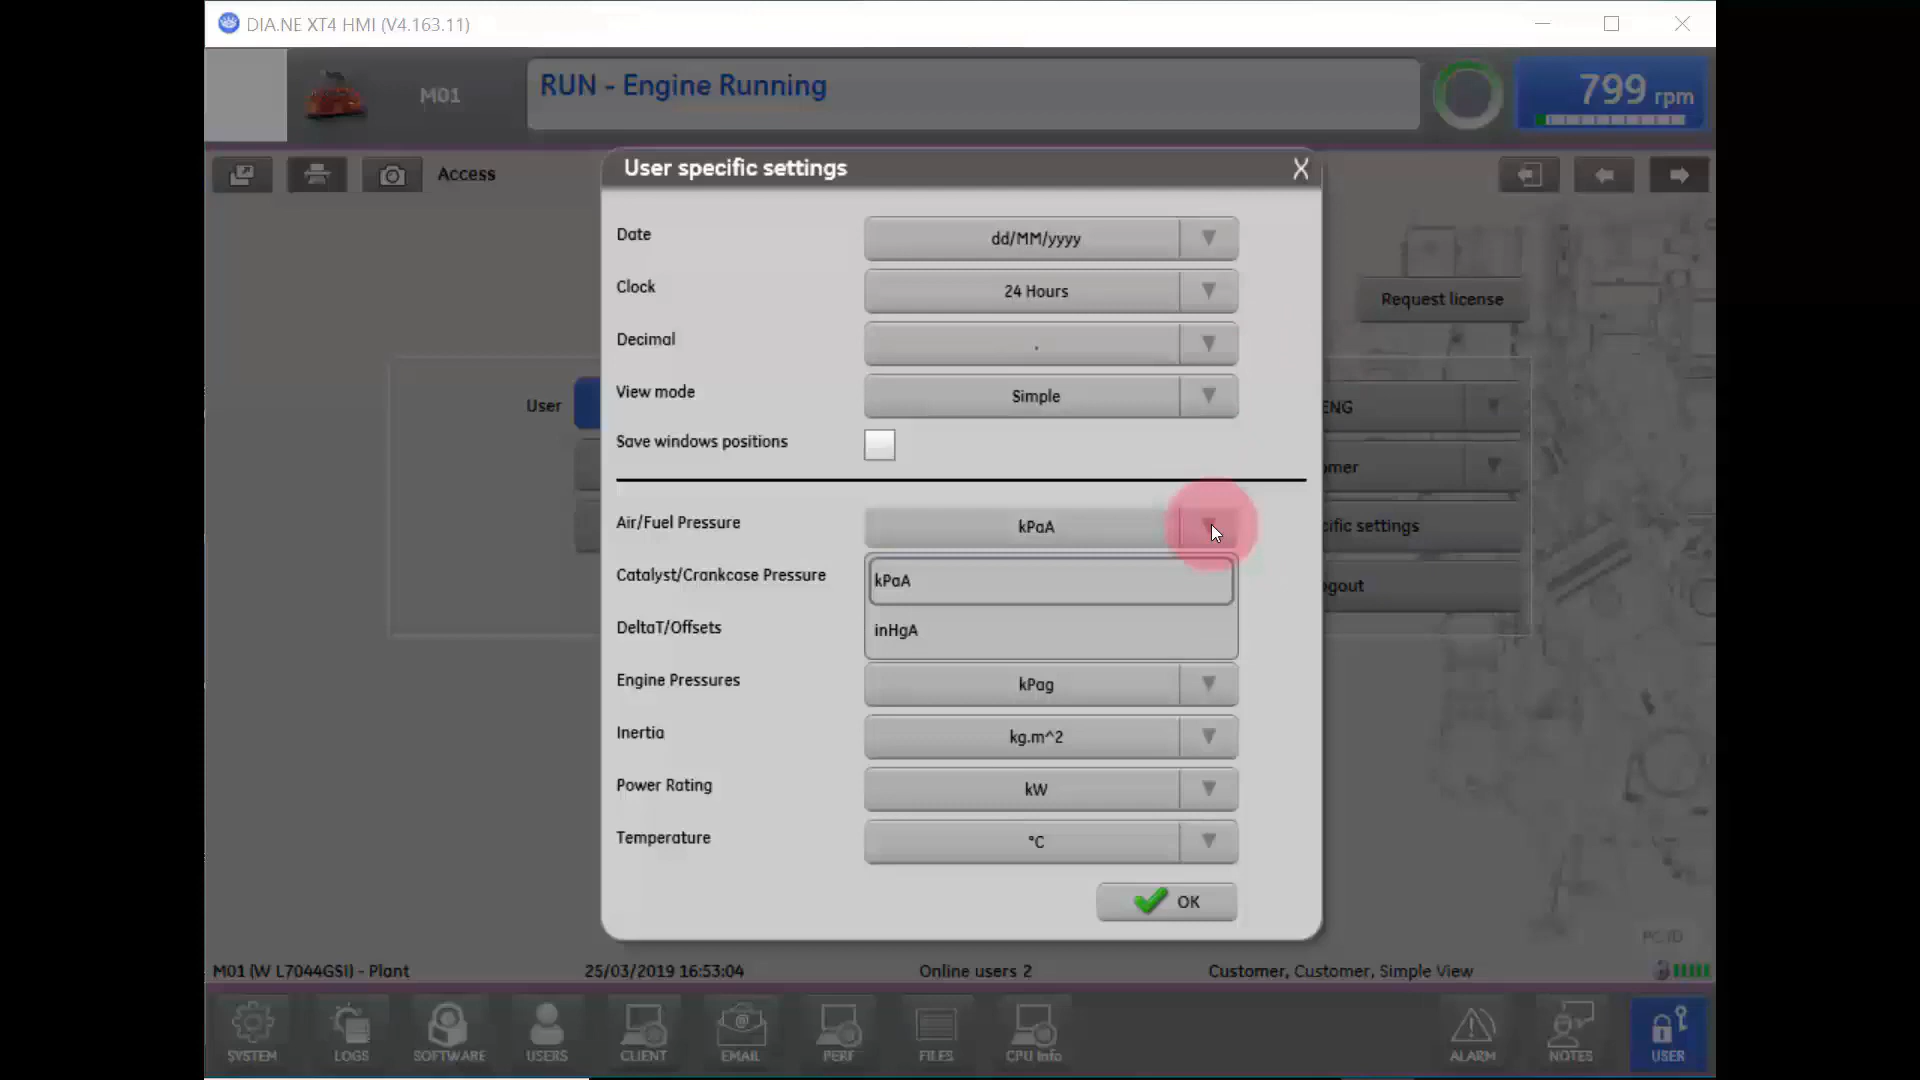 DIA.NE XT4 HMI (V4.163.11)
M01
RUN - Engine Running
799 rpm
Access
User specific settings
X
Date
dd/MM/yyyy
Clock
24 Hours
Request license
Decimal
.
View mode
Simple
User
ENG
Save windows positions
omer
Air/Fuel Pressure
kPaA
cific settings
Catalyst/Crankcase Pressure
kPaA
ogout
DeltaT/Offsets
inHgA
Engine Pressures
kPag
Inertia
kg.m^2
Power Rating
kW
Temperature
°C
OK
PC/ID
M01 (W L7044GSI) - Plant
25/03/2019 16:53:04
Online users 2
Customer, Customer, Simple View
SYSTEM
LOGS
SOFTWARE
USERS
CLIENT
EMAIL
PERF
FILES
CPU Info
ALARM
NOTES
USER